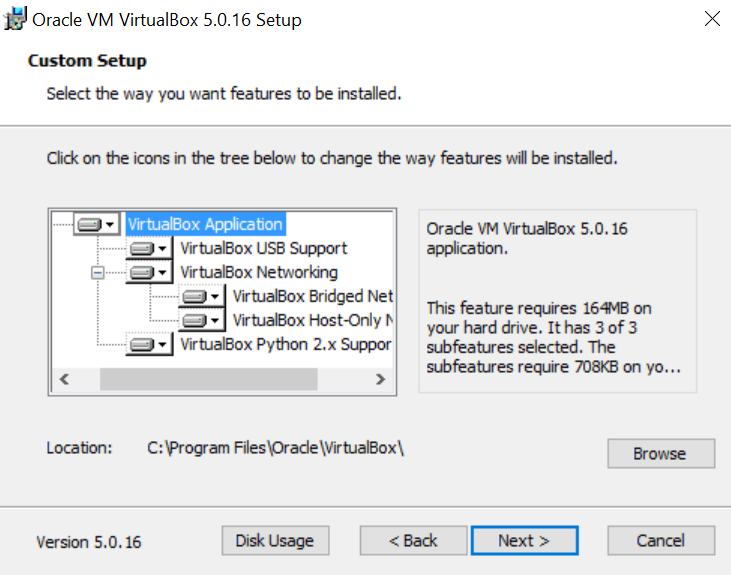 Oracle VM VirtualBox 5.0.16 Setup
Custom Setup
Select the way you want features to be installed.
Click on the icons in the tree below to change the way features will be installed.
VirtualBox Application
VirtualBox USB Support
VirtualBox Networking
VirtualBox Bridged Net
VirtualBox Host-Only N
VirtualBox Python 2.x Suppor
Oracle VM VirtualBox 5.0.16
application.
This feature requires 164MB on
your hard drive. It has 3 of 3
subfeatures selected. The
subfeatures require 708KB on yo...
Location: C:\Program Files\Oracle\VirtualBox\
Browse
Version 5.0.16
Disk Usage
< Back
Next >
Cancel